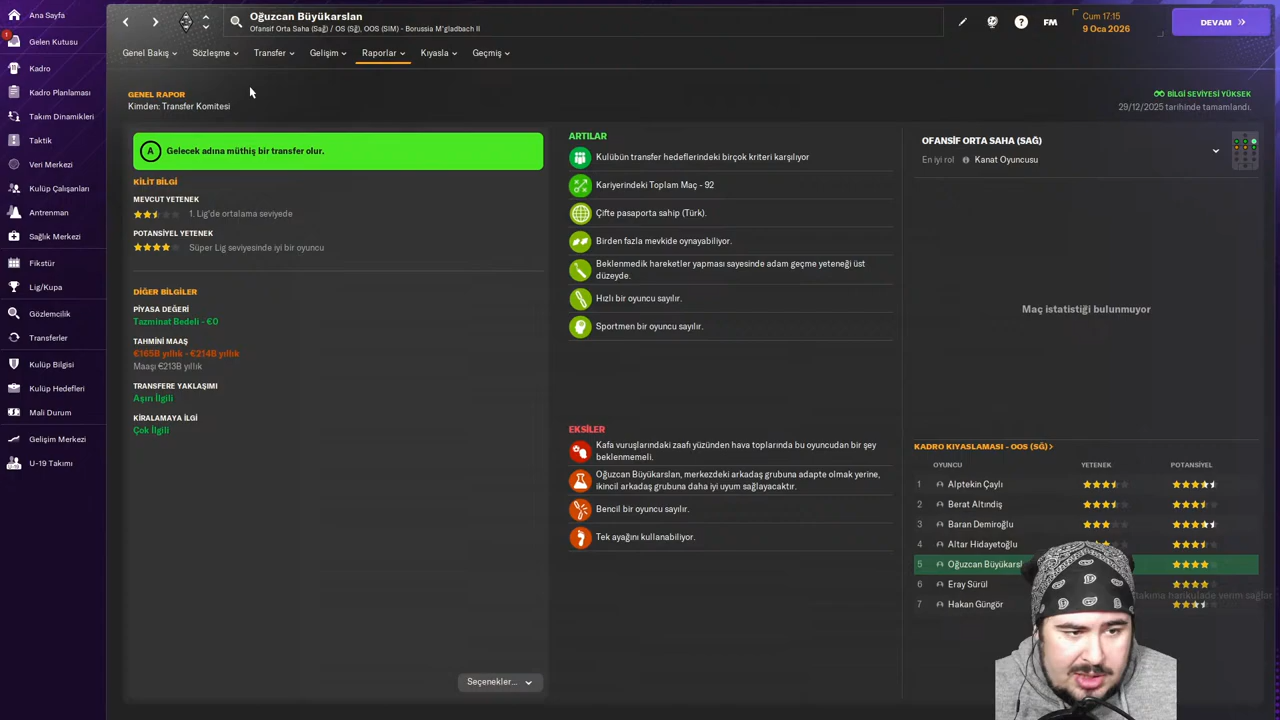 Ana Sayfa
1
Gelen Kutusu
Kadro
Kadro Planlaması
Takım Dinamikleri
Taktik
Veri Merkezi
Kulüp Çalışanları
Antrenman
Sağlık Merkezi
Fikstür
Lig/Kupa
Gözlemcilik
Transferler
Kulüp Bilgisi
Kulüp Hedefleri
Mali Durum
Gelişim Merkezi
U-19 Takımı
Oğuzcan Büyükarslan
Ofansif Orta Saha (Sağ) / OS (Sğ), OOS (SlM) - Borussia M'gladbach II
? FM
Cum 17:15
9 Oca 2026
DEVAM
Genel Bakış Sözleşme Transfer Gelişim Raporlar Kıyasla Geçmiş
GENEL RAPOR
Kimden: Transfer Komitesi
BİLGİ SEVİYESİ YÜKSEK
29/12/2025 tarihinde tamamlandı.
A Gelecek adına müthiş bir transfer olur.
KİLİT BİLGİ
MEVCUT YETENEK
1. Lig'de ortalama seviyede
POTANSİYEL YETENEK
Süper Lig seviyesinde iyi bir oyuncu
DİĞER BİLGİLER
PİYASA DEĞERİ
Tazminat Bedeli - €0
TAHMİNİ MAAŞ
€165B yıllık - €214B yıllık
Maaşı €213B yıllık
TRANSFERE YAKLAŞIMI
Aşırı İlgili
KİRALAMAYA İLGİ
Çok İlgili
Seçenekler...
ARTILAR
Kulübün transfer hedeflerindeki birçok kriteri karşılıyor
Kariyerindeki Toplam Maç - 92
Çifte pasaporta sahip (Türk).
Birden fazla mevkide oynayabiliyor.
Beklenmedik hareketler yapması sayesinde adam geçme yeteneği üst
düzeyde.
Hızlı bir oyuncu sayılır.
Sportmen bir oyuncu sayılır.
EKSİLER
Kafa vuruşlarındaki zaafı yüzünden hava toplarında bu oyuncudan bir şey
beklenmemeli.
Oğuzcan Büyükarslan, merkezdeki arkadaş grubuna adapte olmak yerine,
ikincil arkadaş grubuna daha iyi uyum sağlayacaktır.
Bencil bir oyuncu sayılır.
Tek ayağını kullanabiliyor.
OFANSİF ORTA SAHA (SAĞ)
En iyi rol Kanat Oyuncusu
Maç istatistiği bulunmuyor
KADRO KIYASLAMASI - OOS (SĞ)
OYUNCU YETENEK POTANSİYEL
1 Alptekin Çaylı
2 Berat Altındiş
3 Baran Demiroğlu
4 Altar Hidayetoğlu
5 Oğuzcan Büyükarsl
6 Eray Sürül
7 Hakan Güngör
takıma harikulade verim sağlar